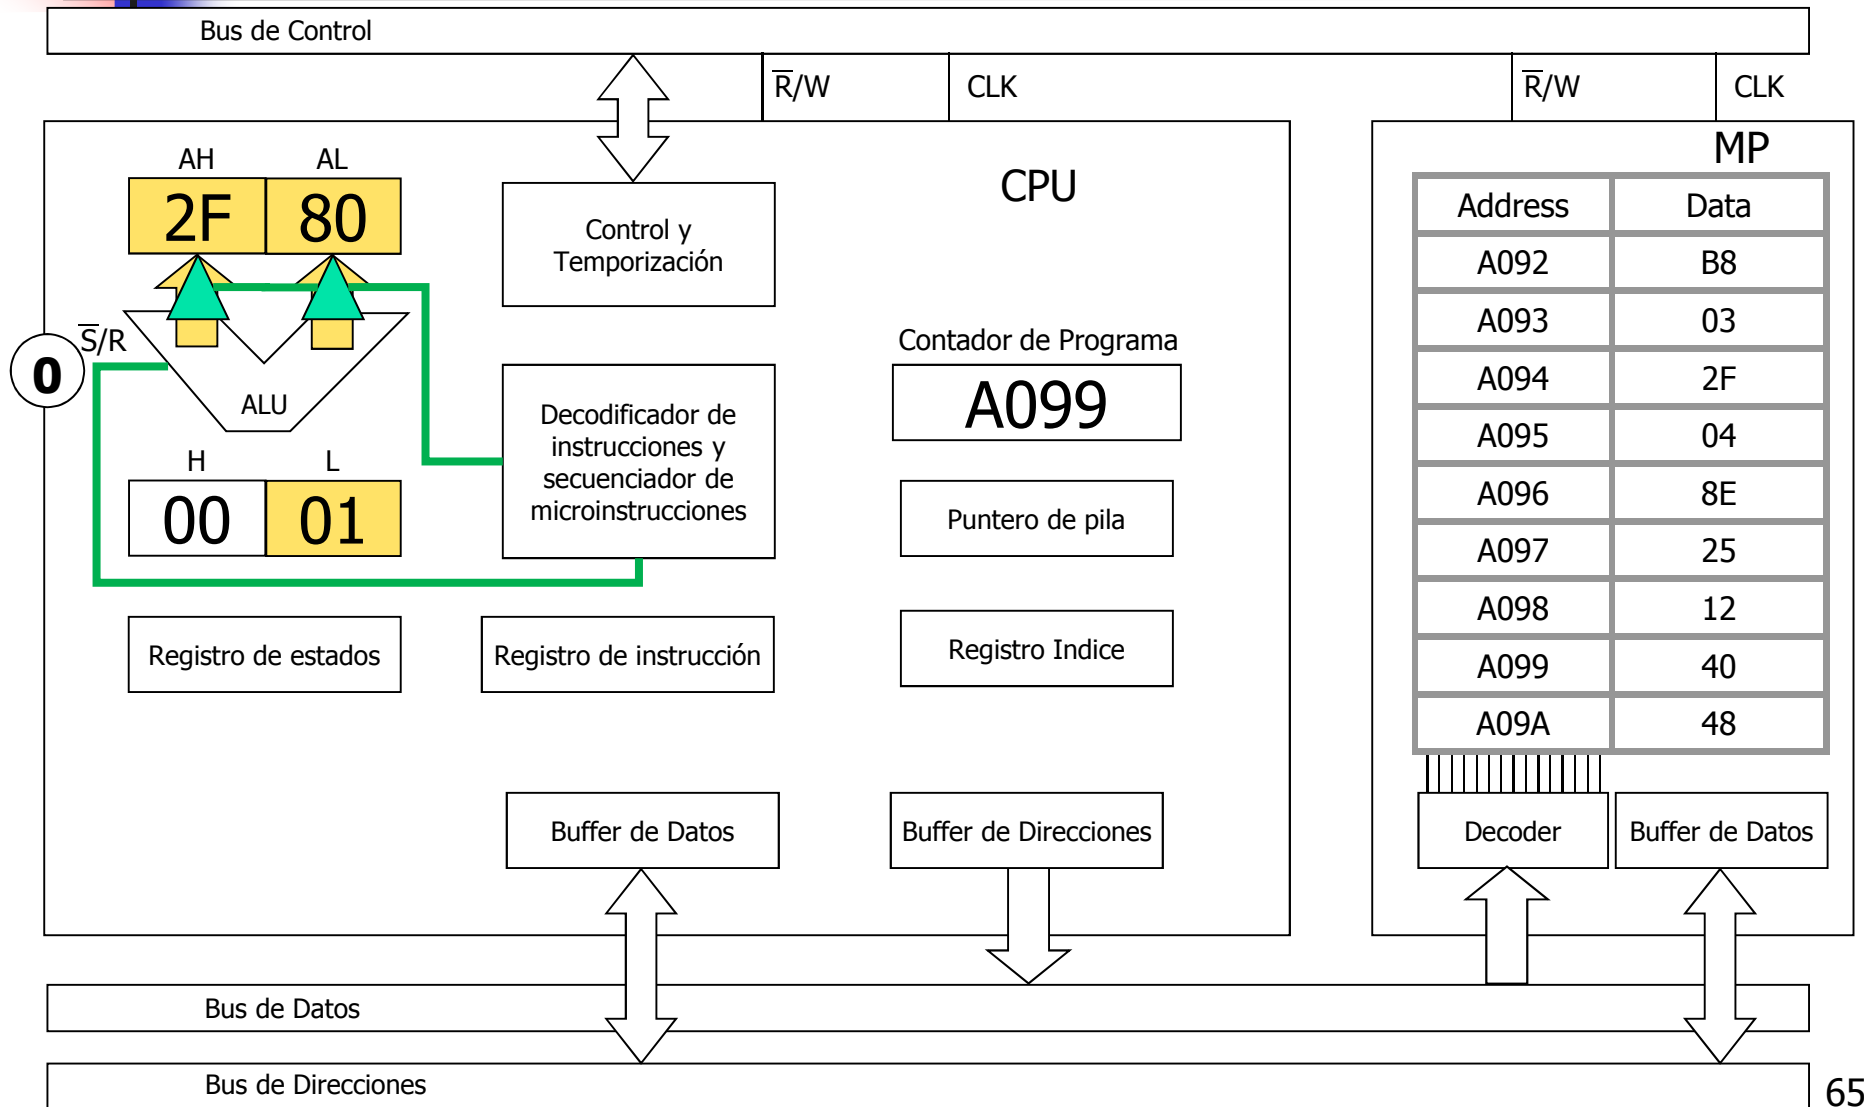 Bus de Control
R̅/W
CLK
R̅/W
CLK
AH
AL
2F
80
Control y
Temporización
CPU
MP
Address Data
A092 B8
A093 03
A094 2F
A095 04
A096 8E
A097 25
A098 12
A099 40
A09A 48
S̅/R
0
ALU
Contador de Programa
A099
Decodificador de
instrucciones y
secuenciador de
microinstrucciones
H
L
00
01
Puntero de pila
Registro de estados
Registro de instrucción
Registro Indice
Buffer de Datos
Buffer de Direcciones
Decoder
Buffer de Datos
Bus de Datos
Bus de Direcciones
65